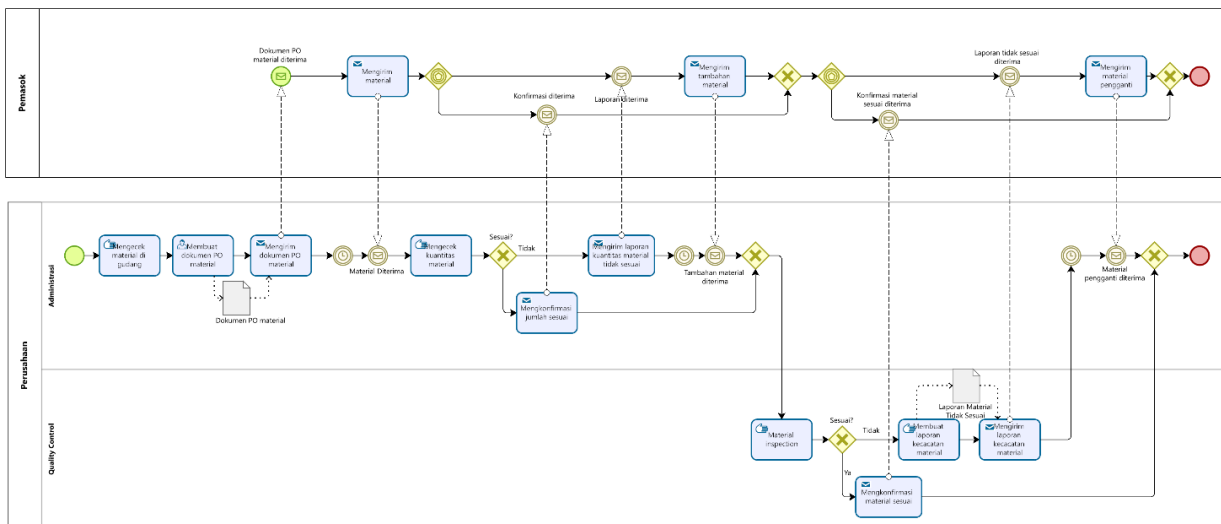 Pemasok
Dokumen PO
material diterima
Mengirim
material
Konfirmasi diterima
Laporan diterima
Mengirim
tambahan
material
Konfirmasi material
sesuai diterima
Laporan tidak sesuai
diterima
Mengirim
material
pengganti
Perusahaan
Administrasi
Mengecek
material di
gudang
Membuat
dokumen PO
material
Mengirim
dokumen PO
material
Dokumen PO material
Material Diterima
Mengecek
kuantitas
material
Sesuai?
Tidak
Mengkonfirmasi
jumlah sesuai
Mengirim laporan
kuantitas material
tidak sesuai
Tambahan material
diterima
Material
pengganti diterima
Quality Control
Material
inspection
Sesuai?
Tidak
Ya
Mengkonfirmasi
material sesuai
Membuat
laporan
kecacatan
material
Laporan Material
Tidak Sesuai
Mengirim
laporan
kecacatan
material